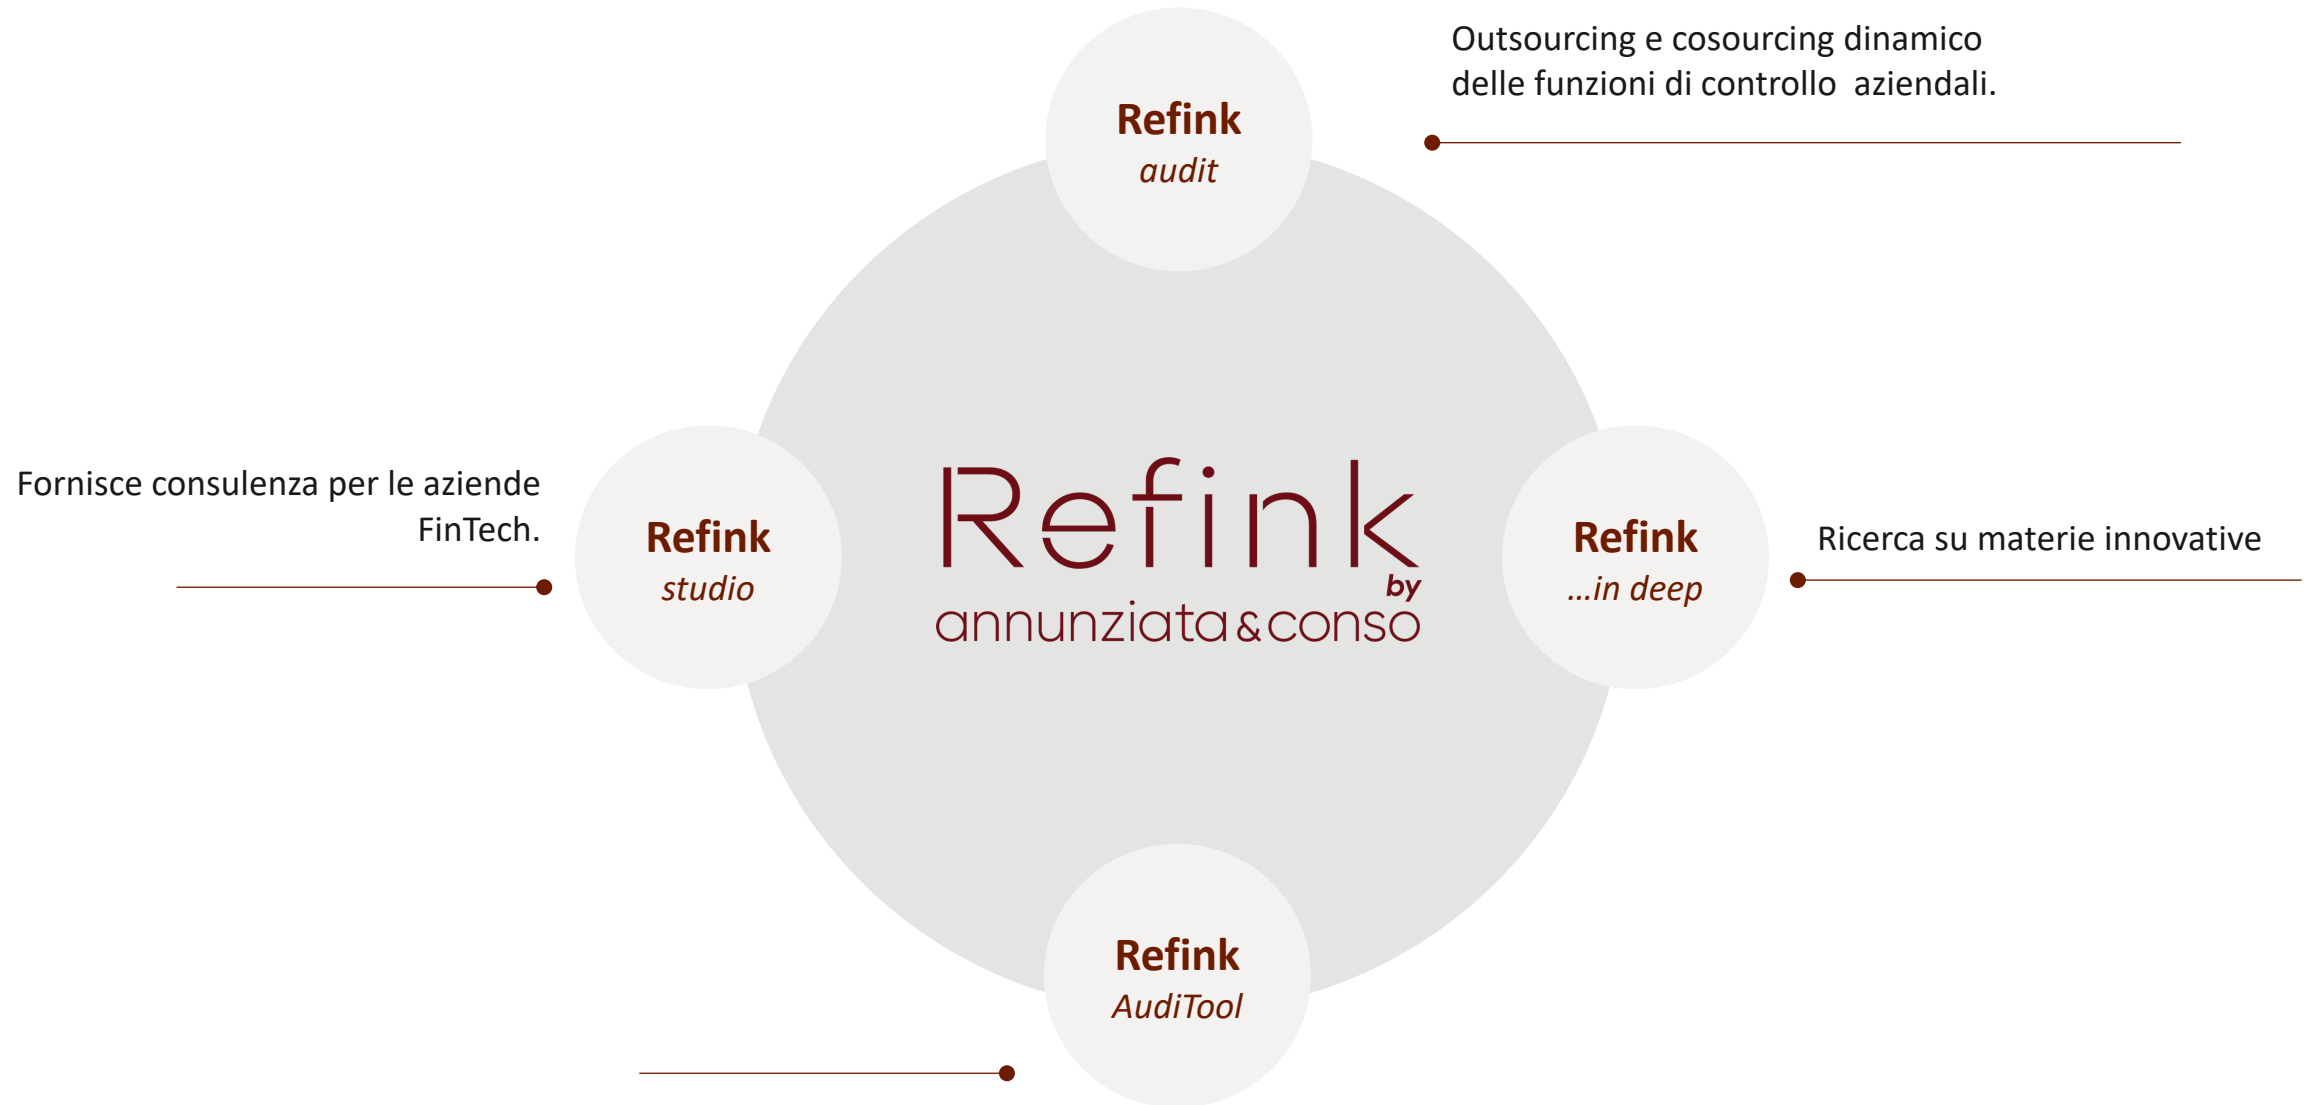 Outsourcing e cosourcing dinamico
delle funzioni di controllo aziendali.
Refink
audit
Fornisce consulenza per le aziende
FinTech.
Refink
studio
Refink
by
annunziata&conso
Refink
...in deep
Ricerca su materie innovative
Refink
AudiTool